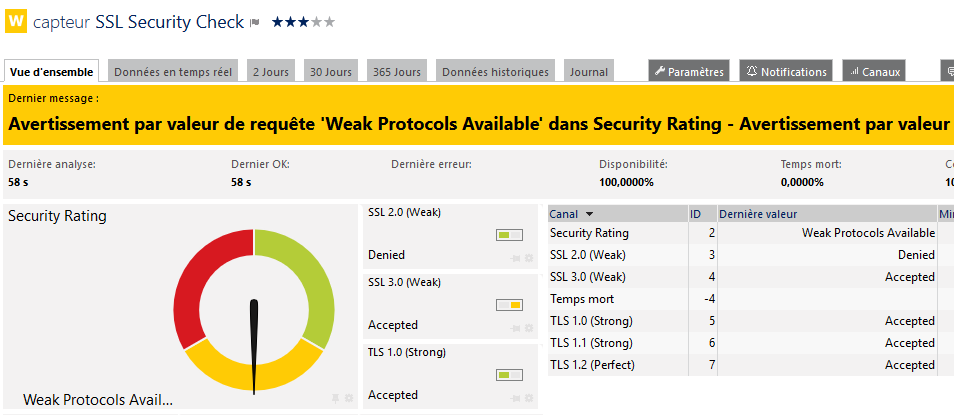 W capteur SSL Security Check
Vue d'ensemble Données en temps réel 2 Jours 30 Jours 365 Jours Données historiques Journal Paramètres Notifications Canaux
Dernier message :
Avertissement par valeur de requête 'Weak Protocols Available' dans Security Rating - Avertissement par valeur
Dernière analyse: Dernier OK: Dernière erreur: Disponibilité: Temps mort:
58 s 58 s 100,0000% 0,0000%
Security Rating
Weak Protocols Avail...
SSL 2.0 (Weak)
Denied
SSL 3.0 (Weak)
Accepted
TLS 1.0 (Strong)
Accepted
Canal ID Dernière valeur
Security Rating 2 Weak Protocols Available
SSL 2.0 (Weak) 3 Denied
SSL 3.0 (Weak) 4 Accepted
Temps mort -4
TLS 1.0 (Strong) 5 Accepted
TLS 1.1 (Strong) 6 Accepted
TLS 1.2 (Perfect) 7 Accepted